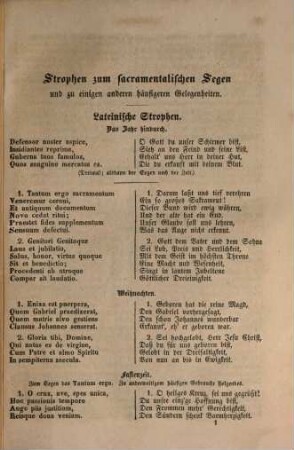 Strophen zum sacramentalischen Segen
und zu einigen anderen häufigeren Gelegenheiten.
Lateinische Strophen.
Das Jahr hindurch.
Defensor noster aspice,
Insidiantes reprime,
Guberna tuos famulos,
Quos sanguine mercatus es.
O Gott du unser Schirmer bist,
Sieh an den Feind und seine List,
Erhalt' uns Herr in deiner Hut,
Die du erkauft mit deinem Blut.
1. Tantum ergo sacramentum
Veneremur cernui,
Et antiquum documentum
Novo cedat ritui;
Praestet fides supplementum
Sensuum defectui.
1. Darum laßt uns tief verehren
Ein so großes Sakrament!
Dieser Bund wird ewig währen,
Und der alte hat ein End.
Unser Glaube soll uns lehren,
Was das Auge nicht erkennt.
2. Genitori Genitoque
Laus et jubilatio,
Salus, honor, virtus quoque
Sit et benedictio;
Procedenti ab utroque
Compar sit laudatio.
2. Gott dem Vater und dem Sohne
Sei Lob, Preis und Herrlichkeit,
Mit dem Geist im höchsten Throne
Eine Macht und Wesenheit.
Singt in lautem Jubeltone
Göttlicher Dreieinigkeit.
Weihnachten.
1. Enixa est puerpera,
Quem Gabriel praedixerat,
Quem matris alvo gestiens
Clausus Johannes senserat.
1. Geboren hat die reine Magd,
Den Gabriel vorhergesagt,
Den schon Johannes wunderbar
Erkannt, eh' er geboren war.
2. Gloria tibi, Domine,
Qui natus es de virgine,
Cum Patre et almo Spiritu
In sempiterna saecula.
2. Sei hochgelobt, Herr Jesu Christ,
Daß du für uns geboren bist,
Gelobt in der Dreifaltigkeit,
Von nun an bis in Ewigkeit.
Fastenzeit.
1. O crux, ave, spes unica,
Hoc passionis tempore
Auge piis justitiam,
Reisque dona veniam.
1. O heilges Kreuz, sei uns gegrüßt!
Du unsre einz'ge Hoffnung bist,
Den Frommen mehr' Gerechtigkeit,
Den Sündern schenk Barmherzigkeit.
1